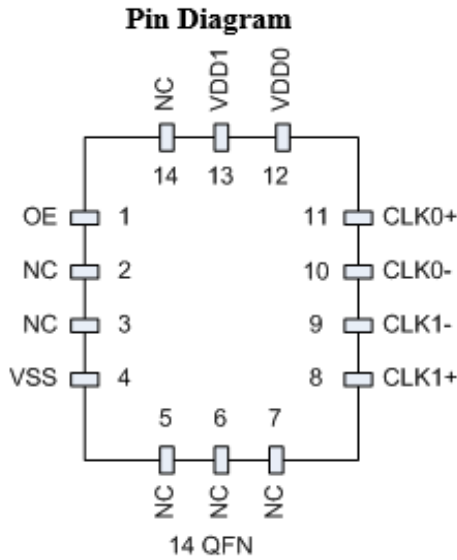 Pin Diagram
NC VDD1 VDD0
14 13 12
OE 1 11 CLK0+
NC 2 10 CLK0-
NC 3 9 CLK1-
VSS 4 8 CLK1+
5 6 7
NC NC NC
14 QFN